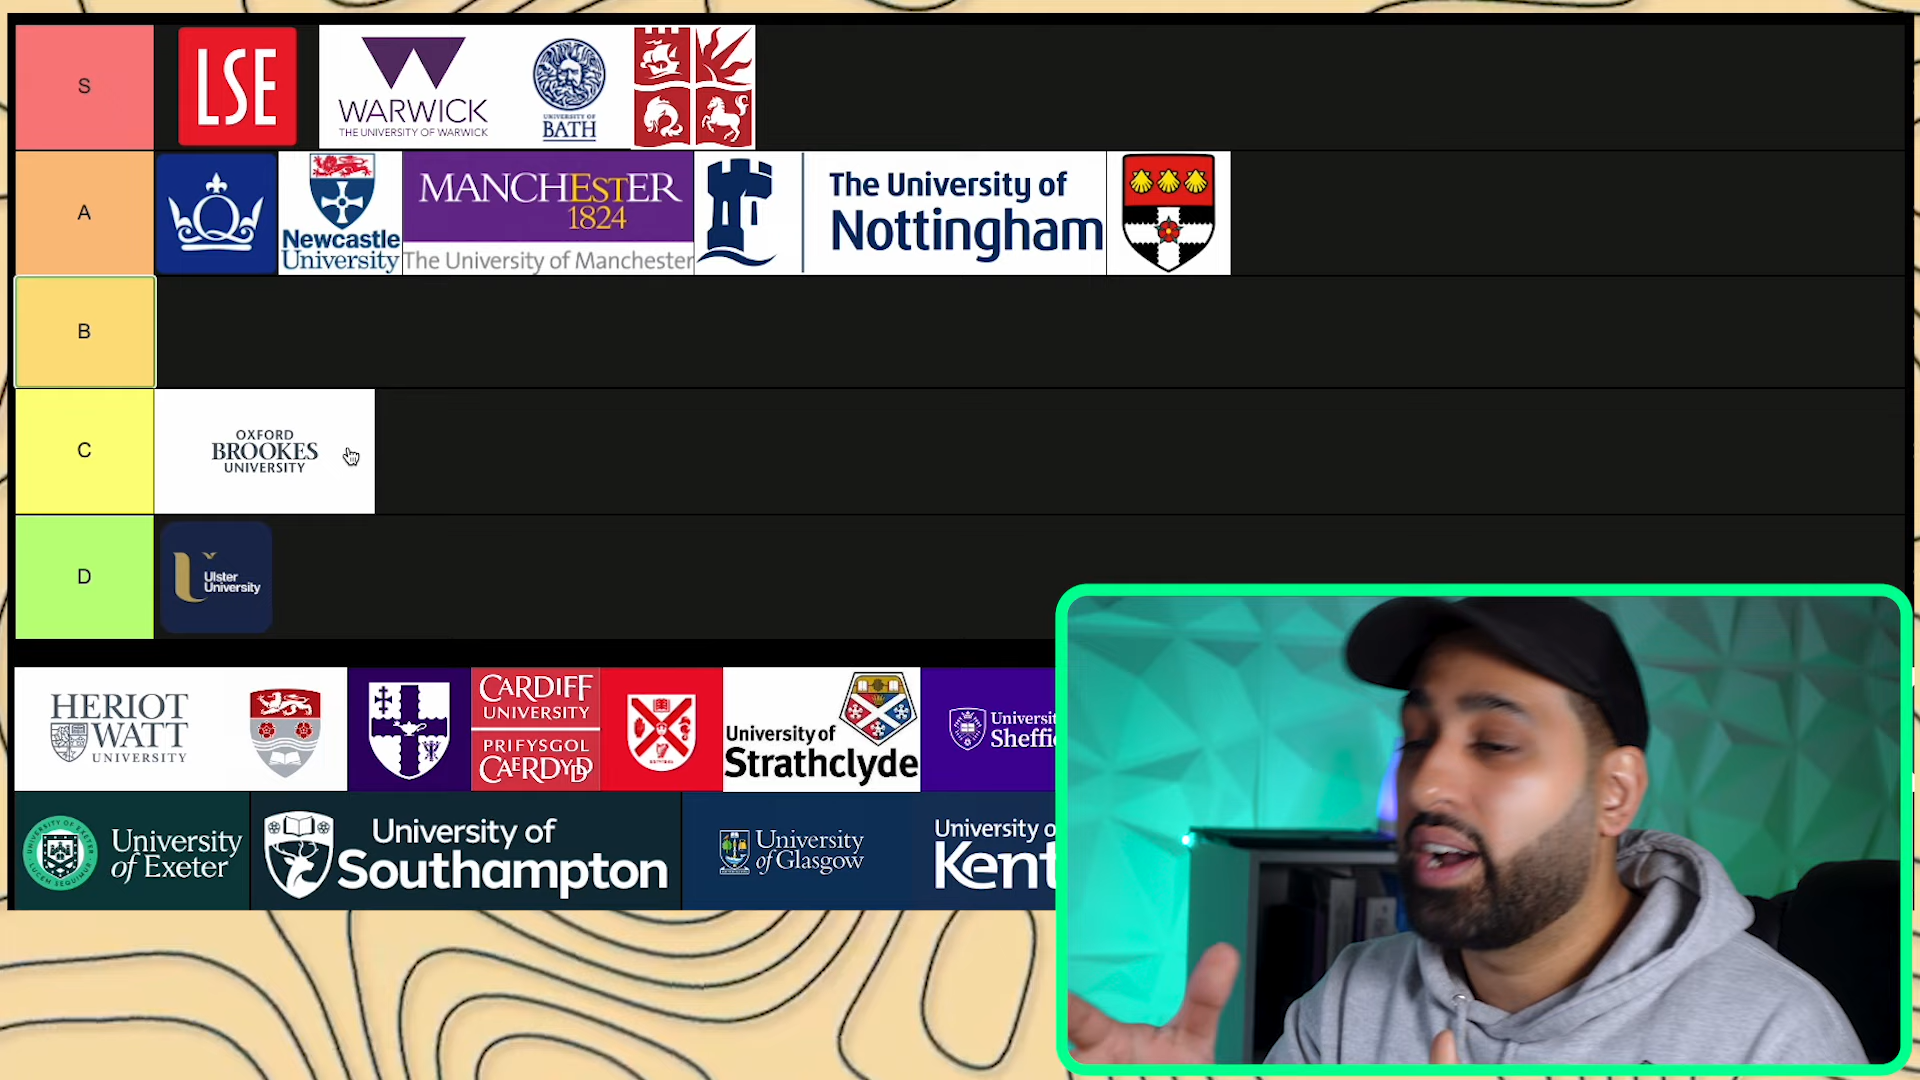 S
LSE
WARWICK
THE UNIVERSITY OF WARWICK
UNIVERSITY OF
BATH
A
Newcastle
University
MANCHEstER
1824
The University of Manchester
The University of
Nottingham
B
C
OXFORD
BROOKES
UNIVERSITY
D
Ulster
University
HERIOT
WATT
UNIVERSITY
CARDIFF
UNIVERSITY
PRIFYSGOL
CAERDYDD
University of
Strathclyde
University
of Exeter
University of
Southampton
University
of Glasgow
Kent